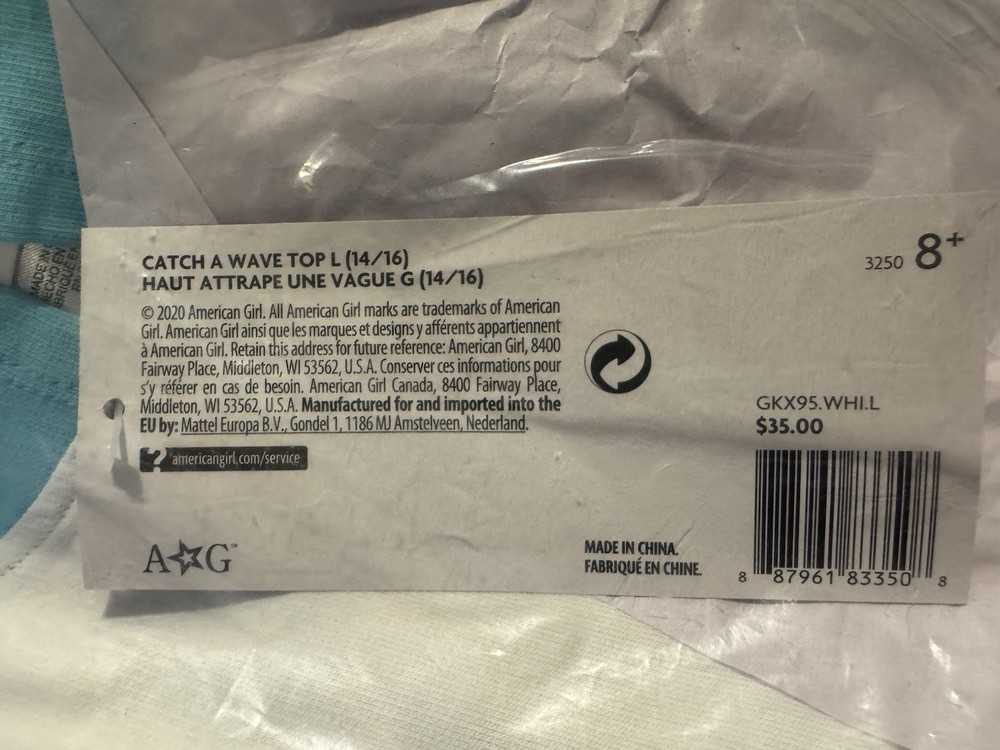 CATCH A WAVE TOP L (14/16)
HAUT ATTRAPE UNE VAGUE G (14/16)
© 2020 American Girl. All American Girl marks are trademarks of American
Girl. American Girl ainsi que les marques et designs y afférents appartiennent
à American Girl. Retain this address for future reference: American Girl, 8400
Fairway Place, Middleton, WI 53562, U.S.A. Conserver ces informations pour
s'y référer en cas de besoin. American Girl Canada, 8400 Fairway Place,
Middleton, WI 53562, U.S.A. Manufactured for and imported into the
EU by: Mattel Europa B.V., Gondel 1, 1186 MJ Amstelveen, Nederland.
? americangirl.com/service
A☆G™
3250 8+
GKX95.WHI.L
$35.00
MADE IN CHINA.
FABRIQUÉ EN CHINE.
8 87961 83350 8
MADE IN